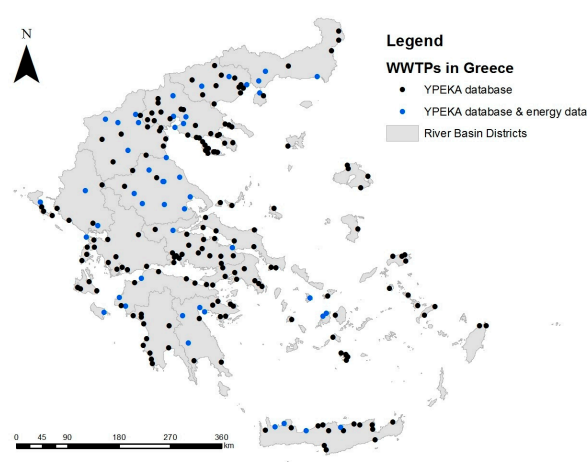 N
Legend
WWTPs in Greece
YPEKA database
YPEKA database & energy data
River Basin Districts
0 45 90 180 270 360
km